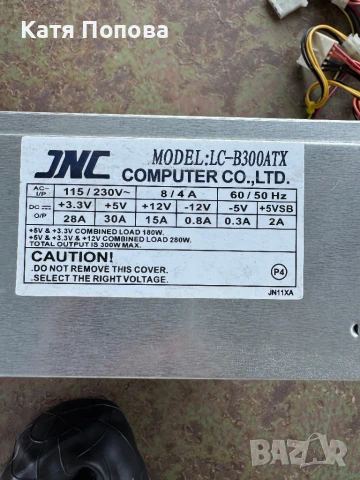 Катя Попова
JNC MODEL:LC-B300ATX
COMPUTER CO.,LTD.
AC~ I/P 115/230V~ 8/4A 60/50 Hz
DC O/P +3.3V +5V +12V -12V -5V +5VSB
28A 30A 15A 0.8A 0.3A 2A
+5V & +3.3V COMBINED LOAD 180W.
+5V & +3.3V & +12V COMBINED LOAD 280W.
TOTAL OUTPUT IS 300W MAX.
CAUTION!
.DO NOT REMOVE THIS COVER.
.SELECT THE RIGHT VOLTAGE.
P4
JN11XA
BAZAR